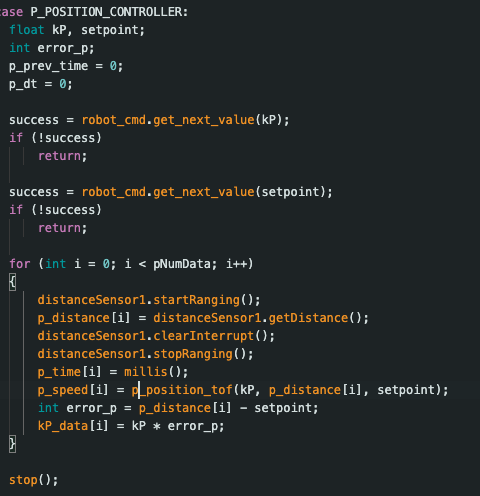 case P_POSITION_CONTROLLER:
float kP, setpoint;
int error_p;
p_prev_time = 0;
p_dt = 0;
success = robot_cmd.get_next_value(kP);
if (!success)
return;
success = robot_cmd.get_next_value(setpoint);
if (!success)
return;
for (int i = 0; i < pNumData; i++)
{
distanceSensor1.startRanging();
p_distance[i] = distanceSensor1.getDistance();
distanceSensor1.clearInterrupt();
distanceSensor1.stopRanging();
p_time[i] = millis();
p_speed[i] = p_position_tof(kP, p_distance[i], setpoint);
int error_p = p_distance[i] - setpoint;
kP_data[i] = kP * error_p;
}
stop();